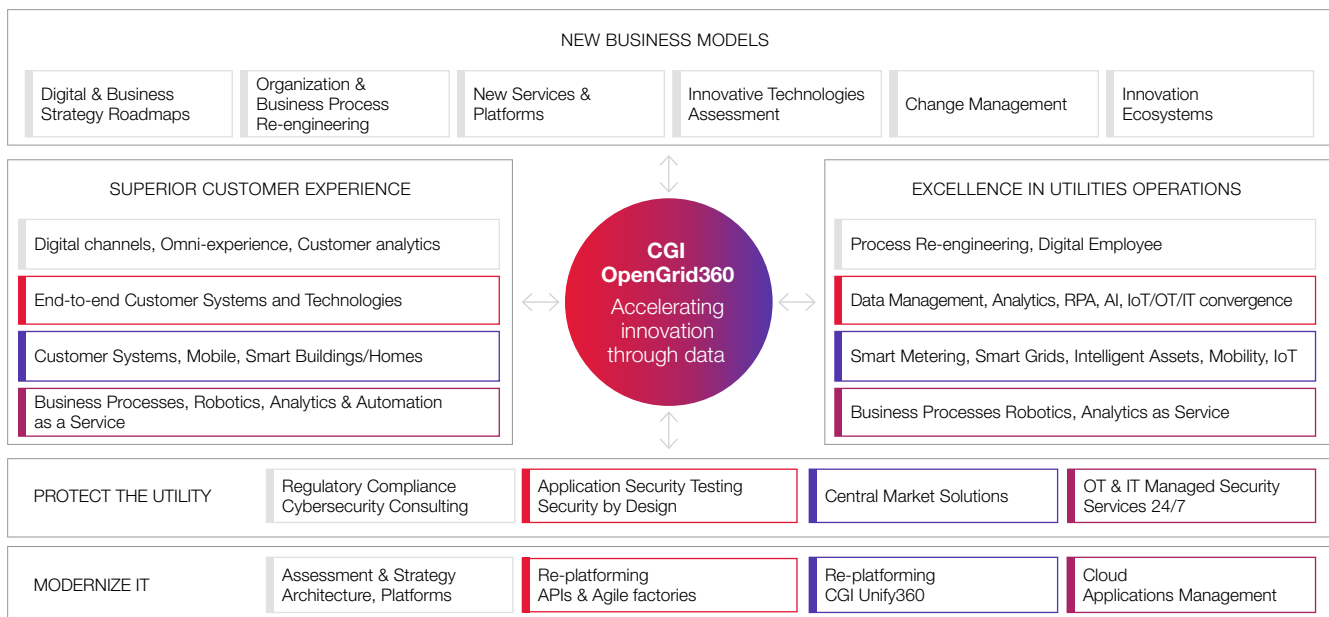 NEW BUSINESS MODELS
Digital & Business
Strategy Roadmaps
Organization &
Business Process
Re-engineering
New Services &
Platforms
Innovative Technologies
Assessment
Change Management
Innovation
Ecosystems
SUPERIOR CUSTOMER EXPERIENCE
Digital channels, Omni-experience, Customer analytics
End-to-end Customer Systems and Technologies
Customer Systems, Mobile, Smart Buildings/Homes
Business Processes, Robotics, Analytics & Automation
as a Service
CGI
OpenGrid360
Accelerating
innovation
through data
EXCELLENCE IN UTILITIES OPERATIONS
Process Re-engineering, Digital Employee
Data Management, Analytics, RPA, AI, IoT/OT/IT convergence
Smart Metering, Smart Grids, Intelligent Assets, Mobility, IoT
Business Processes Robotics, Analytics as Service
PROTECT THE UTILITY
Regulatory Compliance
Cybersecurity Consulting
Application Security Testing
Security by Design
Central Market Solutions
OT & IT Managed Security
Services 24/7
MODERNIZE IT
Assessment & Strategy
Architecture, Platforms
Re-platforming
APIs & Agile factories
Re-platforming
CGI Unify360
Cloud
Applications Management